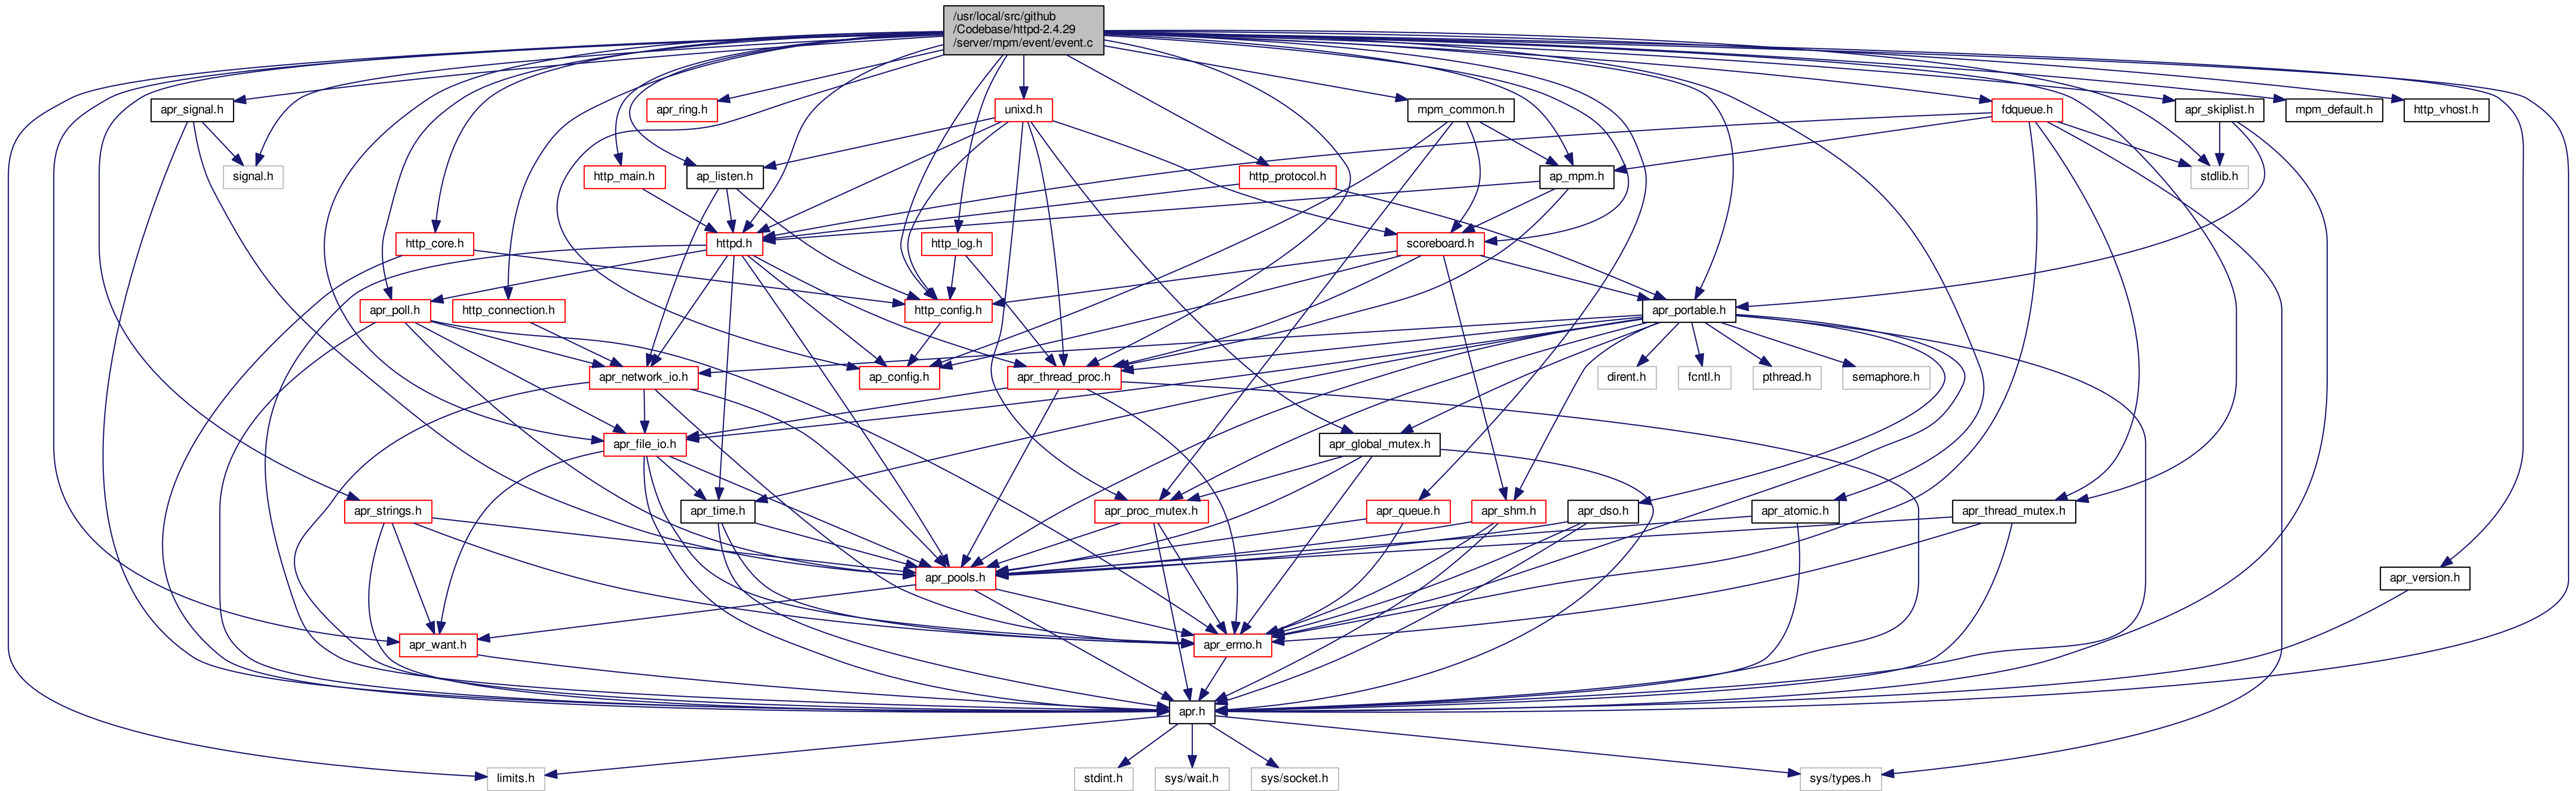 /usr/local/src/github
/Codebase/httpd-2.4.29
/server/mpm/event/event.c
apr_signal.h
apr_ring.h
unixd.h
mpm_common.h
fdqueue.h
apr_skiplist.h
mpm_default.h
http_vhost.h
signal.h
http_main.h
ap_listen.h
http_protocol.h
ap_mpm.h
stdlib.h
http_core.h
httpd.h
http_log.h
scoreboard.h
apr_poll.h
http_connection.h
http_config.h
apr_portable.h
apr_network_io.h
ap_config.h
apr_thread_proc.h
dirent.h
fcntl.h
pthread.h
semaphore.h
apr_file_io.h
apr_global_mutex.h
apr_strings.h
apr_time.h
apr_proc_mutex.h
apr_queue.h
apr_shm.h
apr_dso.h
apr_atomic.h
apr_thread_mutex.h
apr_pools.h
apr_version.h
apr_want.h
apr_errno.h
apr.h
limits.h
stdint.h
sys/wait.h
sys/socket.h
sys/types.h